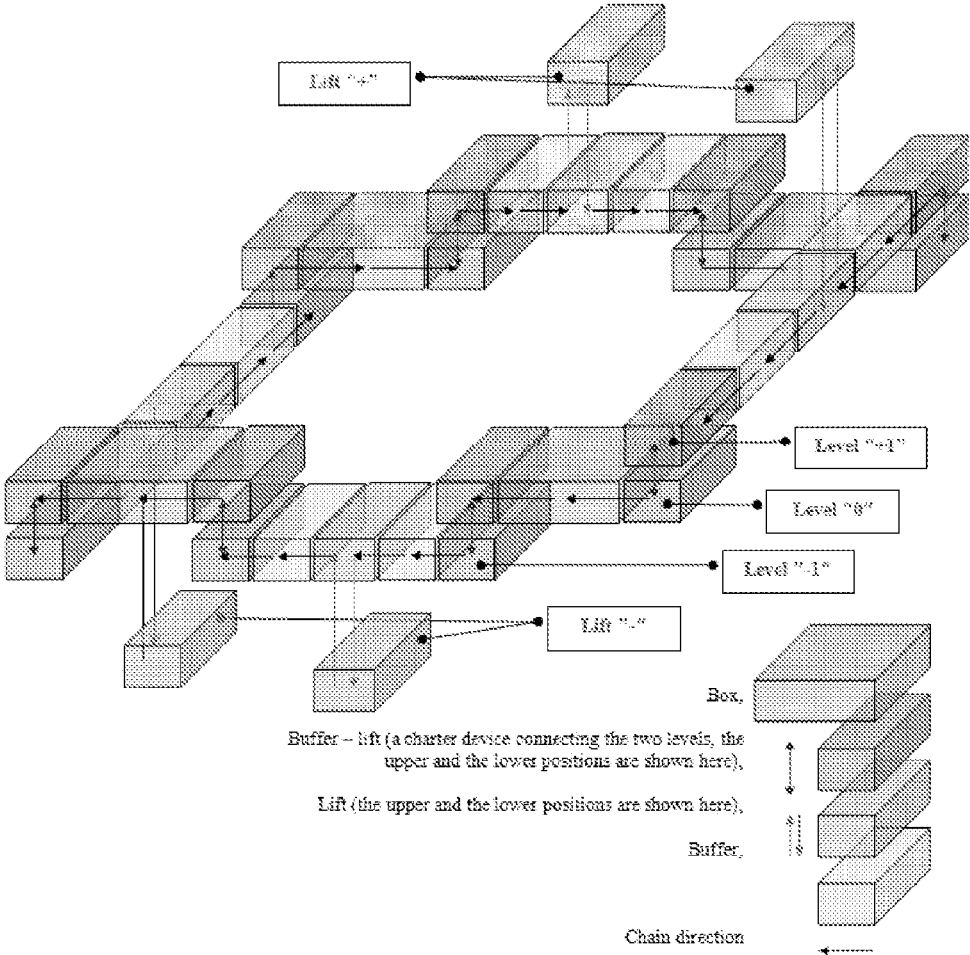 Lift "+"
Level "+1"
Level "0"
Level "-1"
Lift "-"
Box,
Buffer – lift (a charter device connecting the two levels, the
upper and the lower positions are shown here),
Lift (the upper and the lower positions are shown here),
Buffer,
Chain direction